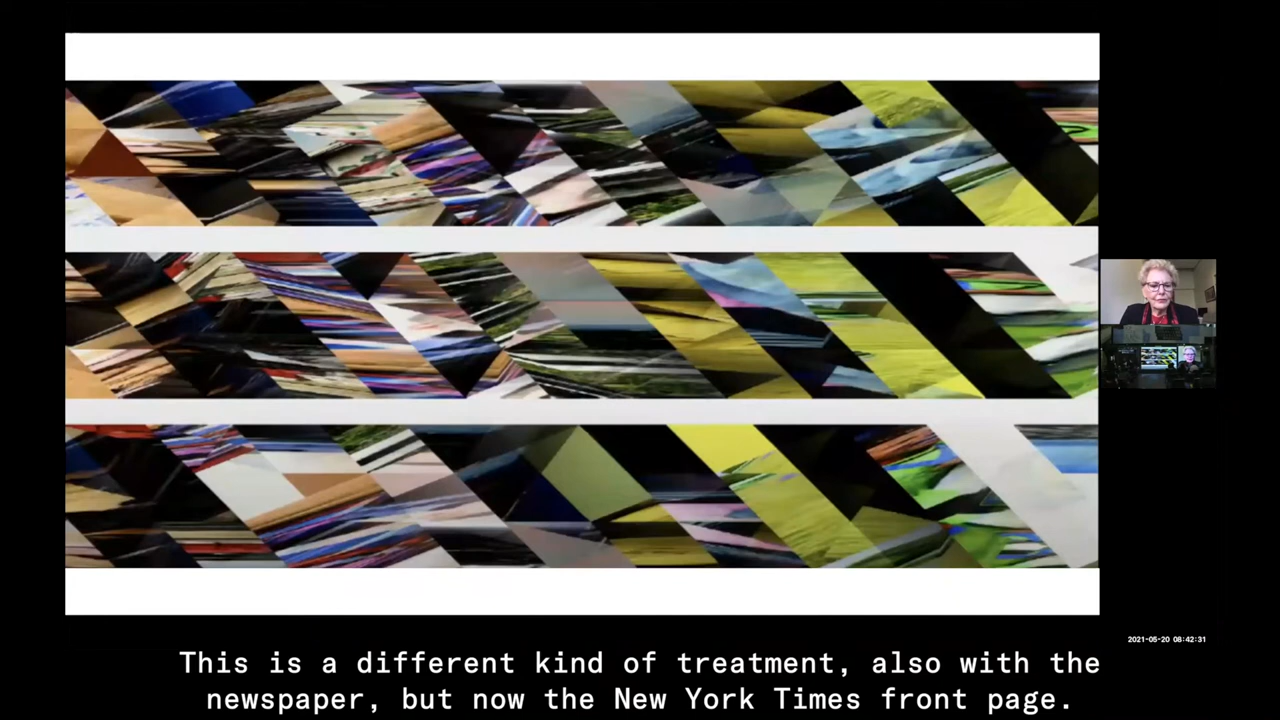 2021-05-20 08:42:31
This is a different kind of treatment, also with the
newspaper, but now the New York Times front page.